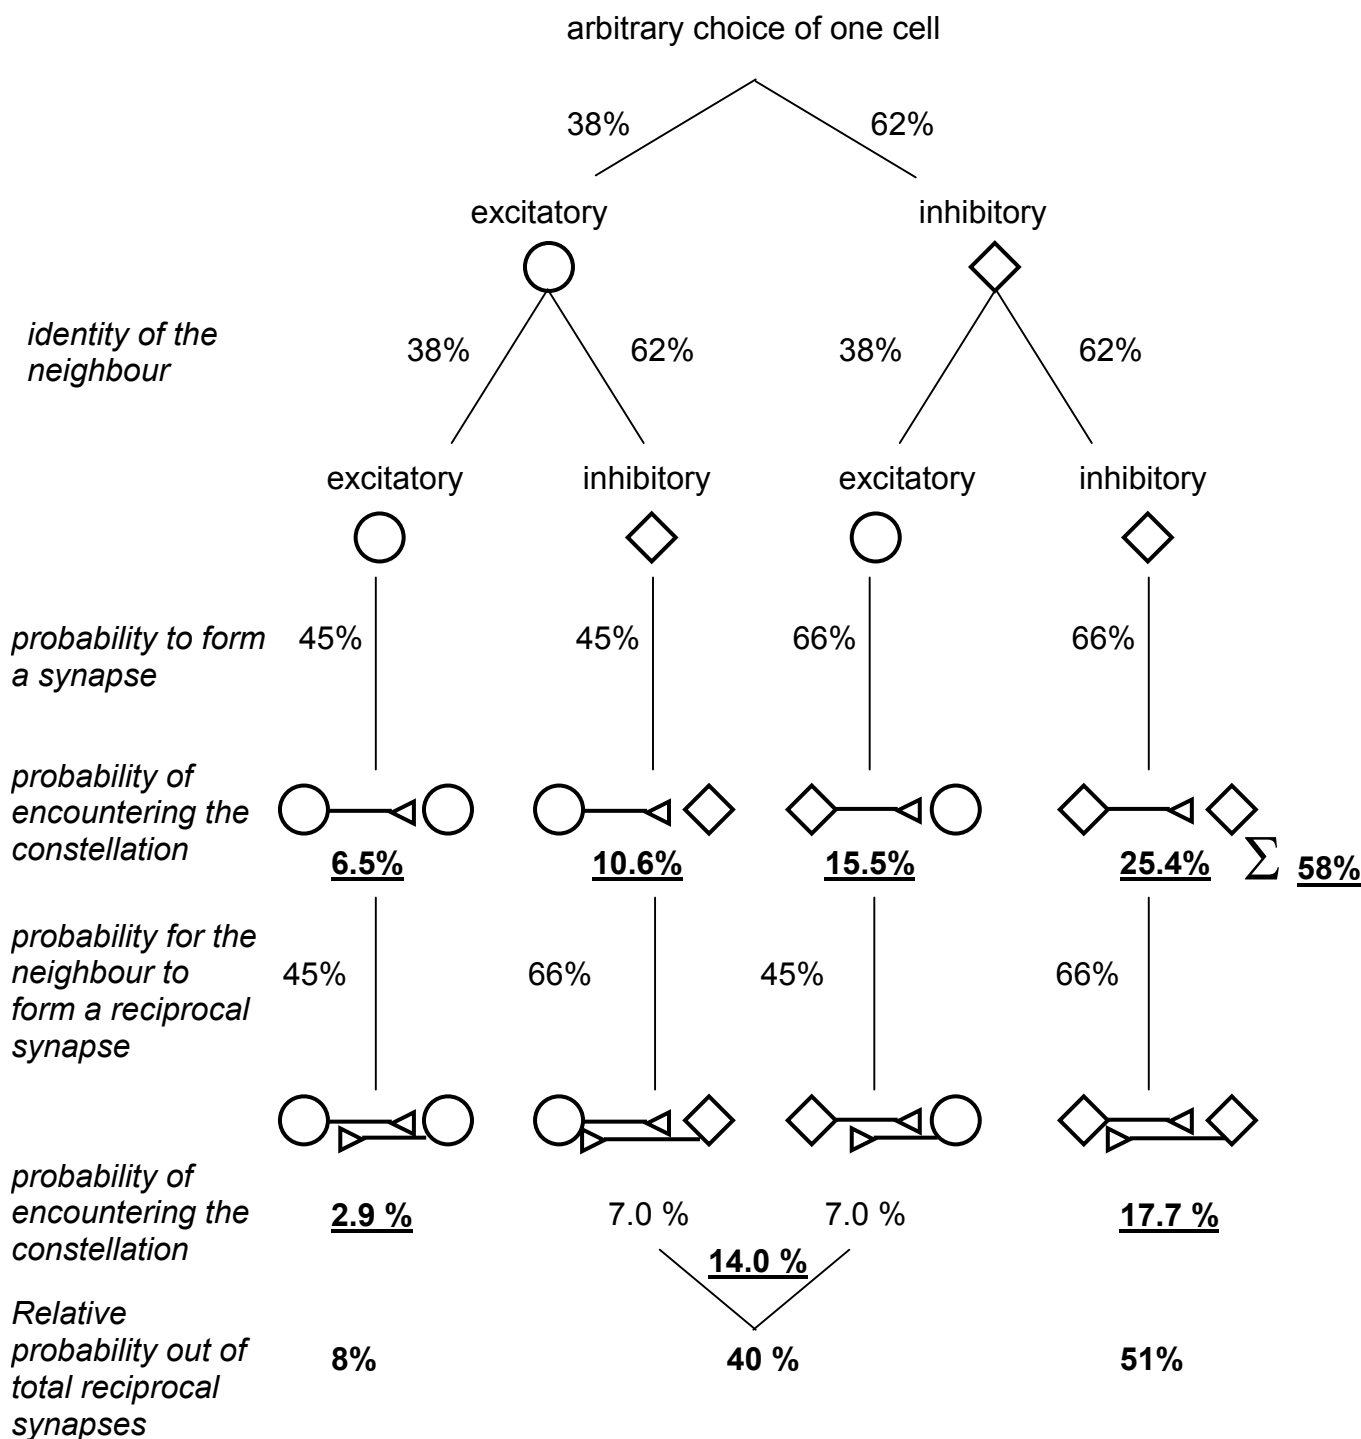 arbitrary choice of one cell
38% 62%
excitatory inhibitory
identity of the
neighbour
38% 62% 38% 62%
excitatory inhibitory excitatory inhibitory
probability to form
a synapse
45% 45% 66% 66%
probability of
encountering the
constellation
6.5% 10.6% 15.5% 25.4% Σ 58%
probability for the
neighbour to
form a reciprocal
synapse
45% 66% 45% 66%
probability of
encountering the
constellation
2.9 % 7.0 % 7.0 % 17.7 %
14.0 %
Relative
probability out of
total reciprocal
synapses
8% 40 % 51%